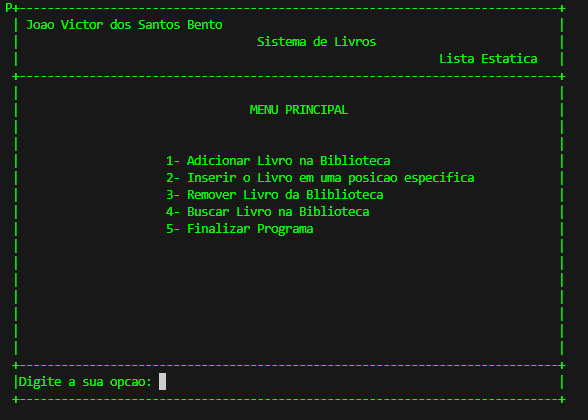 P
Joao Victor dos Santos Bento
Sistema de Livros
Lista Estatica
MENU PRINCIPAL
1- Adicionar Livro na Biblioteca
2- Inserir o Livro em uma posicao especifica
3- Remover Livro da Bliblioteca
4- Buscar Livro na Biblioteca
5- Finalizar Programa
Digite a sua opcao: